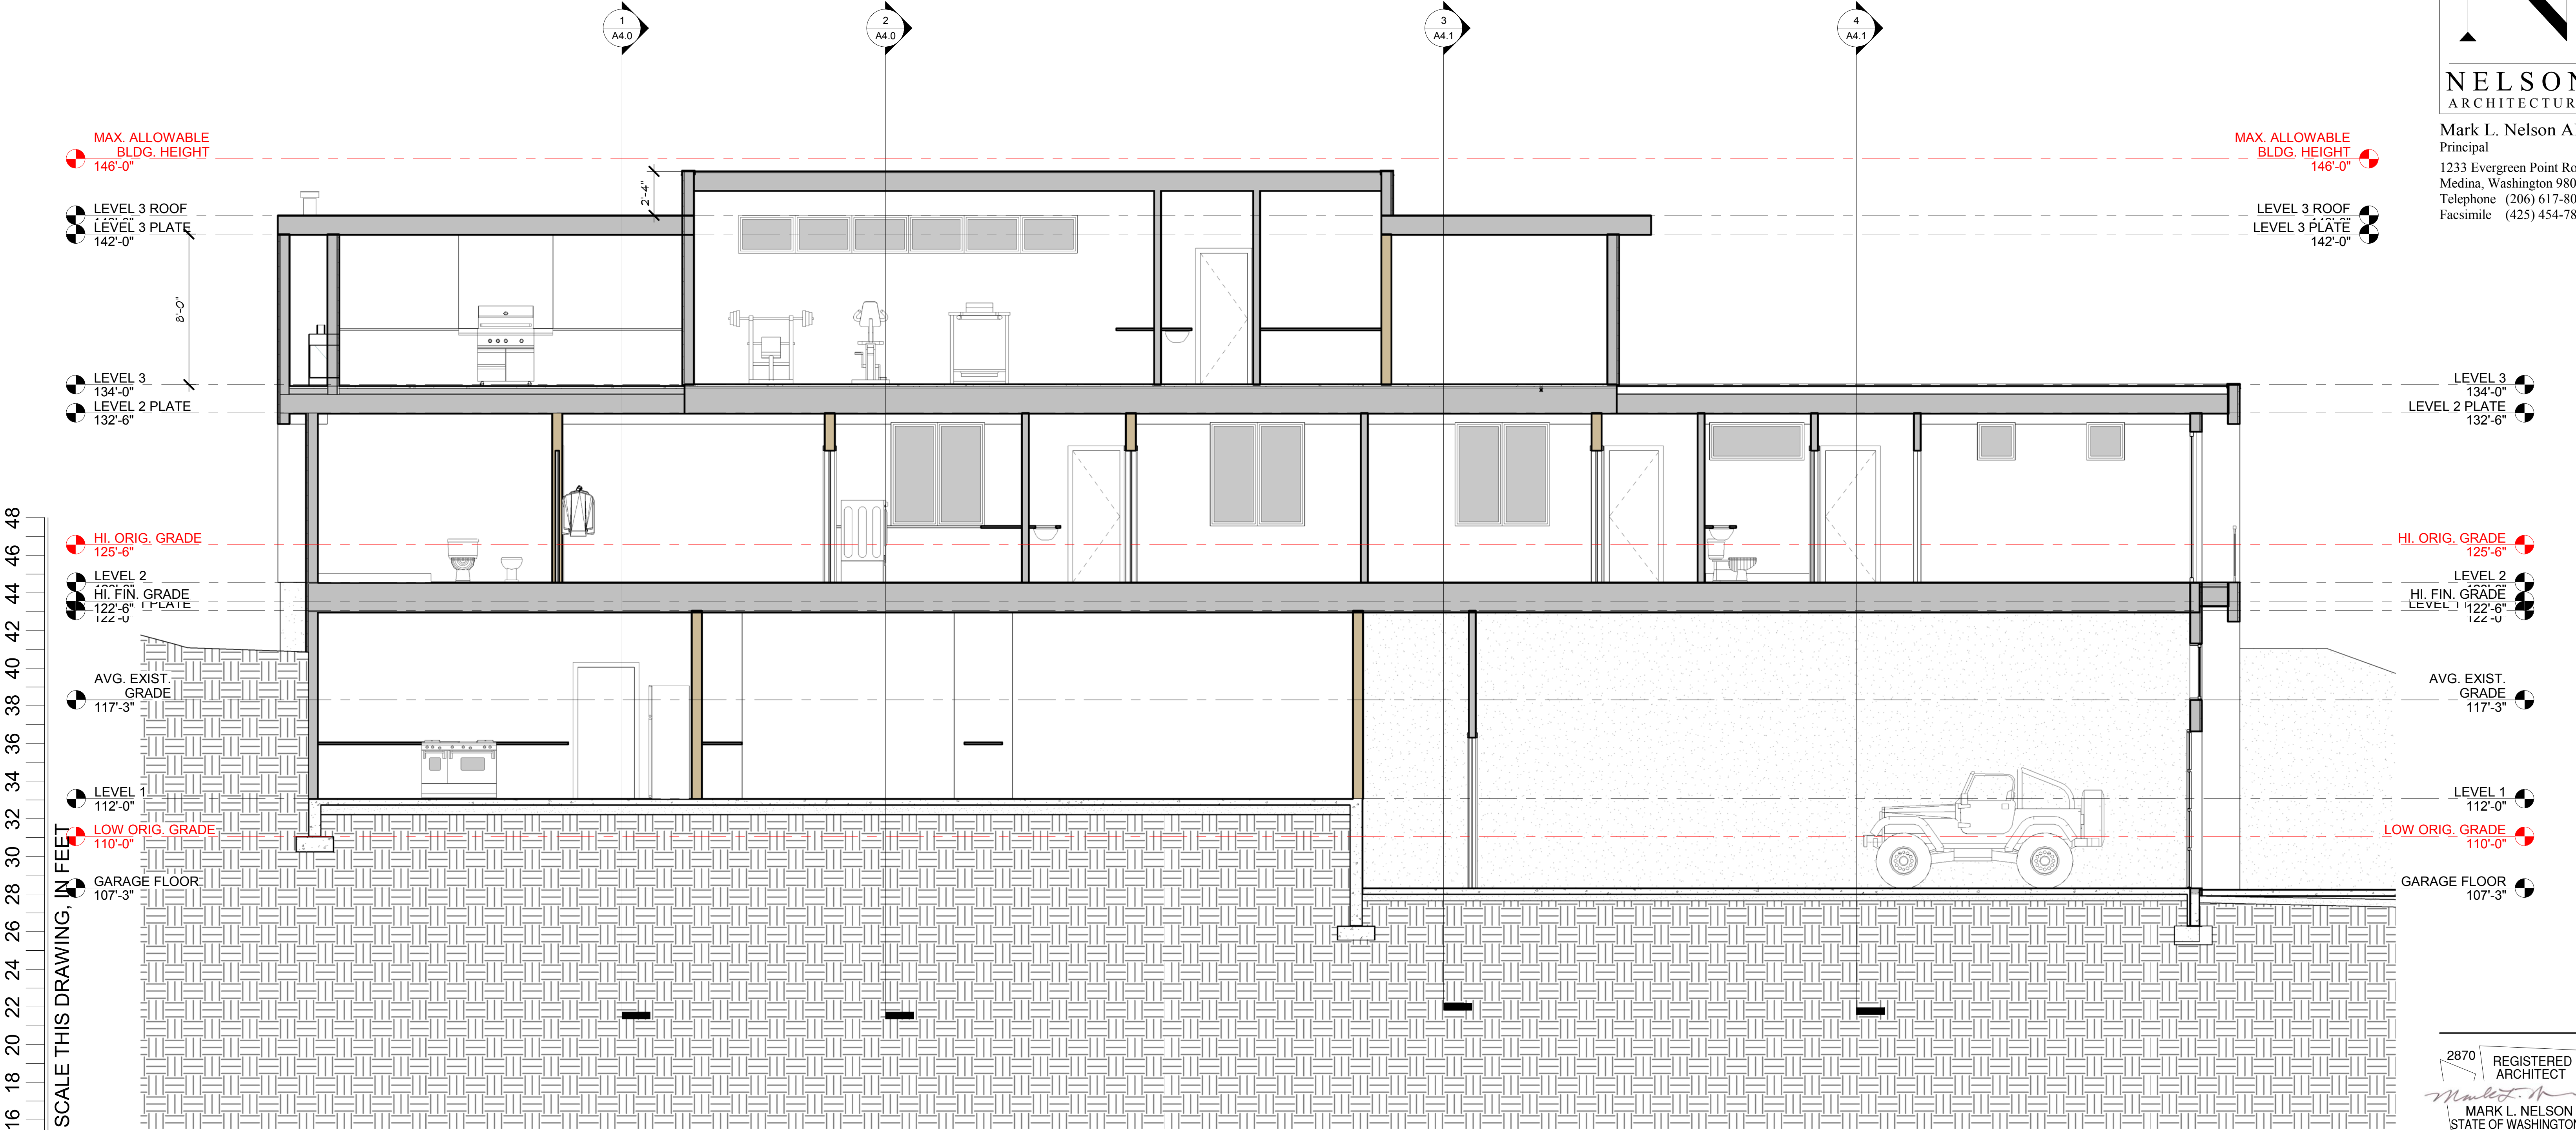 1
A4.0
2
A4.0
3
A4.1
4
A4.1
NELSON
ARCHITECTUR
Mark L. Nelson A
Principal
1233 Evergreen Point Ro
Medina, Washington 980
Telephone (206) 617-80
Facsimile (425) 454-78
MAX. ALLOWABLE
BLDG. HEIGHT
146'-0"
LEVEL 3 ROOF
LEVEL 3 PLATE
142'-0"
2'-4"
8'-0"
LEVEL 3
134'-0"
LEVEL 2 PLATE
132'-6"
HI. ORIG. GRADE
125'-6"
LEVEL 2
HI. FIN. GRADE
122'-6" 1 PLATE
122'-0
AVG. EXIST.
GRADE
117'-3"
LEVEL 1
112'-0"
LOW ORIG. GRADE
110'-0"
GARAGE FLOOR
107'-3"
MAX. ALLOWABLE
BLDG. HEIGHT
146'-0"
LEVEL 3 ROOF
LEVEL 3 PLATE
142'-0"
LEVEL 3
134'-0"
LEVEL 2 PLATE
132'-6"
HI. ORIG. GRADE
125'-6"
LEVEL 2
HI. FIN. GRADE
LEVEL 1 122'-6"
122'-0
AVG. EXIST.
GRADE
117'-3"
LEVEL 1
112'-0"
LOW ORIG. GRADE
110'-0"
GARAGE FLOOR
107'-3"
48
46
44
42
40
38
36
34
32
30
28
26
24
22
20
18
16
SCALE THIS DRAWING, IN FEET
2870
REGISTERED
ARCHITECT
MARK L. NELSON
STATE OF WASHINGTON